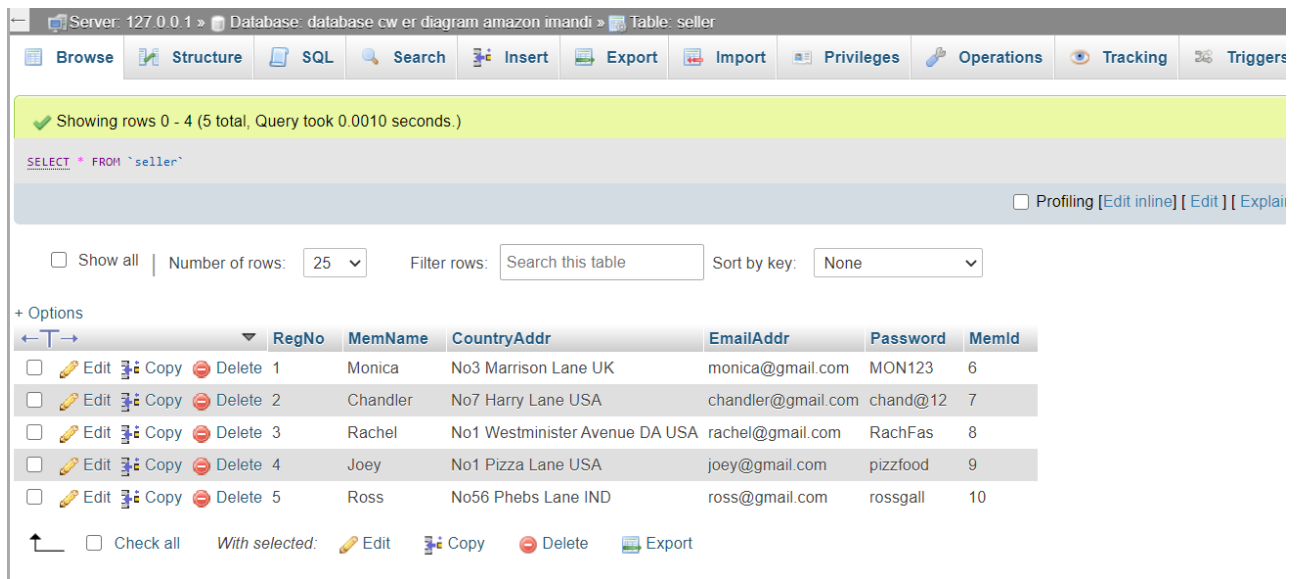 Server: 127.0.0.1 » Database: database cw er diagram amazon imandi » Table: seller
Browse Structure SQL Search Insert Export Import Privileges Operations Tracking Triggers
Showing rows 0 - 4 (5 total, Query took 0.0010 seconds.)
SELECT * FROM `seller`
Profiling [Edit inline] [ Edit ] [ Explai
Show all | Number of rows: 25 Filter rows: Search this table Sort by key: None
+ Options
←T→ RegNo MemName CountryAddr EmailAddr Password MemId
Edit Copy Delete 1 Monica No3 Marrison Lane UK monica@gmail.com MON123 6
Edit Copy Delete 2 Chandler No7 Harry Lane USA chandler@gmail.com chand@12 7
Edit Copy Delete 3 Rachel No1 Westminister Avenue DA USA rachel@gmail.com RachFas 8
Edit Copy Delete 4 Joey No1 Pizza Lane USA joey@gmail.com pizzfood 9
Edit Copy Delete 5 Ross No56 Phebs Lane IND ross@gmail.com rossgall 10
Check all With selected: Edit Copy Delete Export